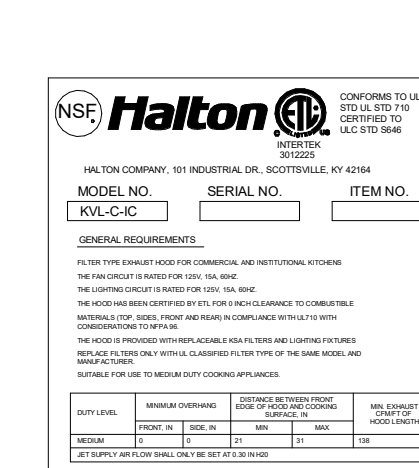 NSF
Halton
ETL
C LISTED US
INTERTEK
3012225
CONFORMS TO UL
STD UL STD 710
CERTIFIED TO
ULC STD S646
HALTON COMPANY, 101 INDUSTRIAL DR., SCOTTSVILLE, KY 42164
MODEL NO. SERIAL NO. ITEM NO.
KVL-C-IC
GENERAL REQUIREMENTS
FILTER TYPE EXHAUST HOOD FOR COMMERCIAL AND INSTITUTIONAL KITCHENS
THE FAN CIRCUIT IS RATED FOR 125V, 15A, 60HZ.
THE LIGHTING CIRCUIT IS RATED FOR 125V, 15A, 60HZ.
THE HOOD HAS BEEN CERTIFIED BY ETL FOR 0 INCH CLEARANCE TO COMBUSTIBLE
MATERIALS (TOP, SIDES, FRONT AND REAR) IN COMPLIANCE WITH UL710 WITH
CONSIDERATIONS TO NFPA 96.
THE HOOD IS PROVIDED WITH REPLACEABLE KSA FILTERS AND LIGHTING FIXTURES
REPLACE FILTERS ONLY WITH UL CLASSIFIED FILTER TYPE OF THE SAME MODEL AND
MANUFACTURER.
SUITABLE FOR USE TO MEDIUM DUTY COOKING APPLIANCES.
DUTY LEVEL
MINIMUM OVERHANG
DISTANCE BETWEEN FRONT
EDGE OF HOOD AND COOKING
SURFACE, IN
MIN. EXHAUST
CFM/FT OF
HOOD LENGTH
FRONT, IN SIDE, IN MIN MAX
MEDIUM 0 0 21 31 138
JET SUPPLY AIR FLOW SHALL ONLY BE SET AT 0.30 IN H20